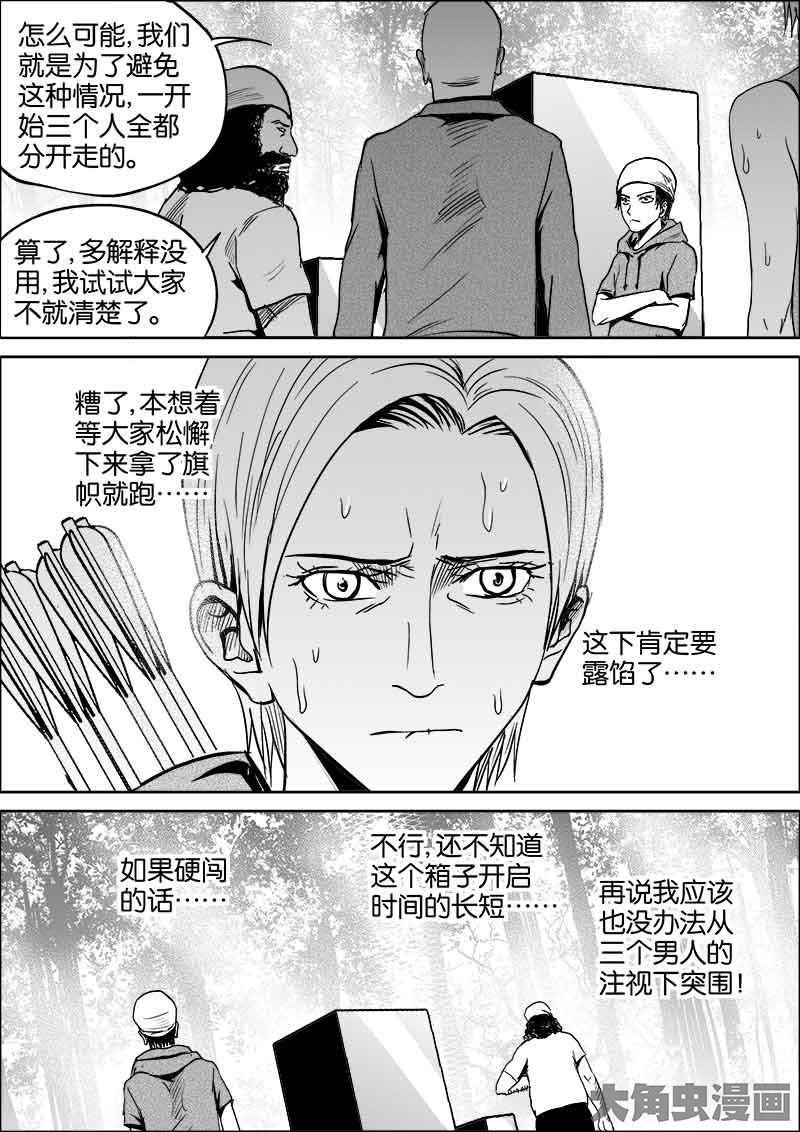 怎么可能,我们
就是为了避免
这种情况,一开
始三个人全都
分开走的。
算了,多解释没
用,我试试大家
不就清楚了。
糟了,本想着
等大家松懈
下来拿了旗
帜就跑……
这下肯定要
露馅了……
如果硬闯
的话……
不行,还不知道
这个箱子开启
时间的长短……
再说我应该
也没办法从
三个男人的
注视下突围!
大角虫漫画